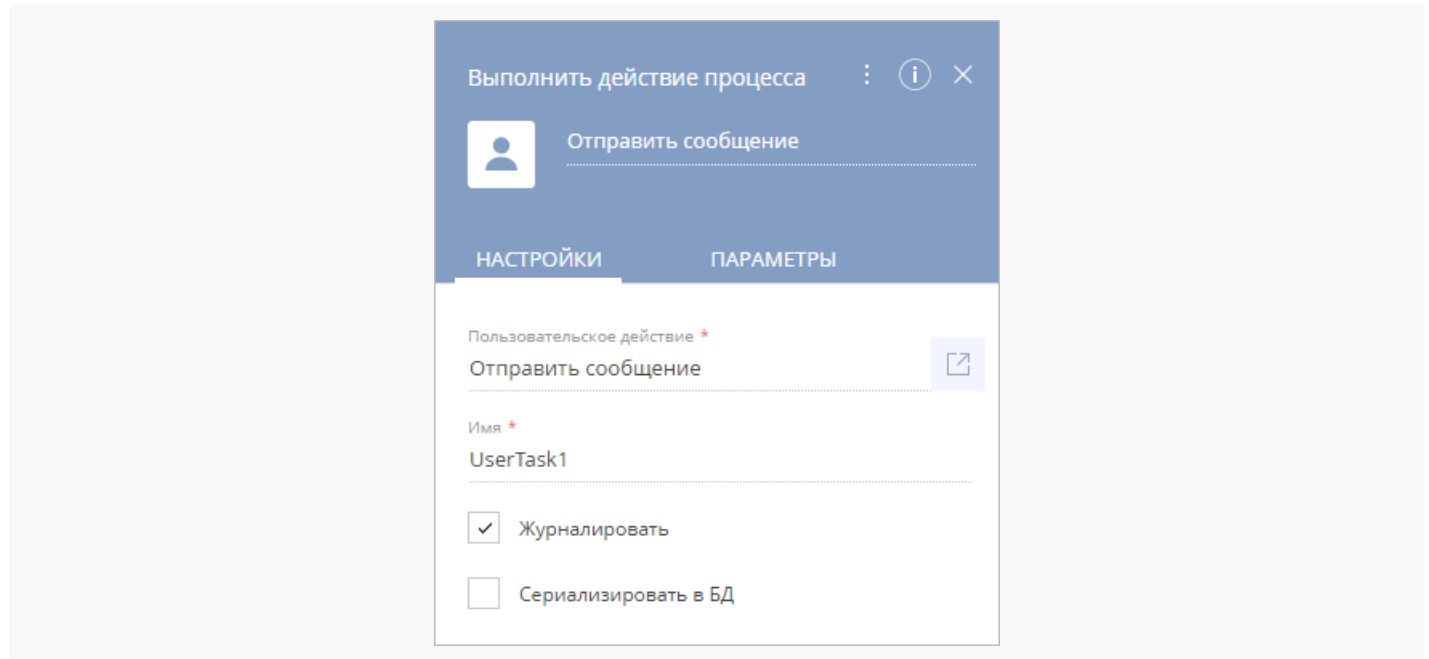 Выполнить действие процесса
Отправить сообщение
НАСТРОЙКИ ПАРАМЕТРЫ
Пользовательское действие *
Отправить сообщение
Имя *
UserTask1
Журналировать
Сериализировать в БД